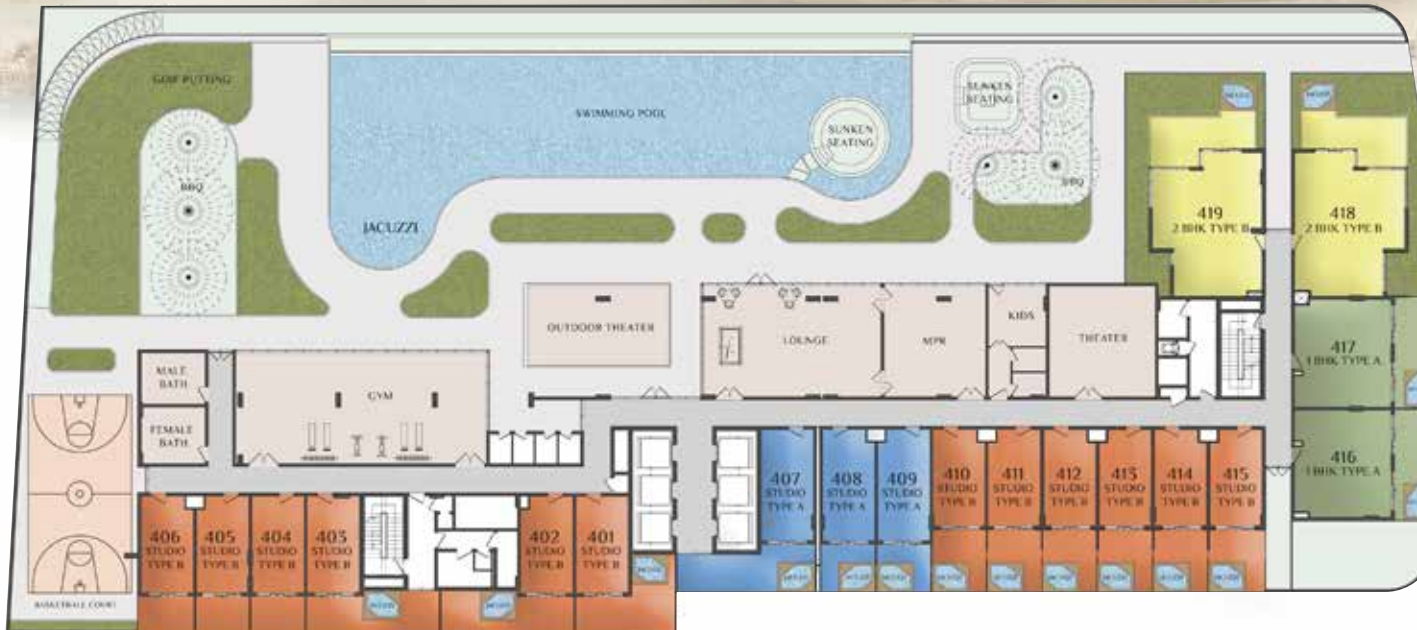 GOIF PUTTING
BBQ
SWIMMING POOL
SUNKEN
SEATING
JACUZZI
SUNKEN
SEATING
BBQ
419
2 BHK TYPE B
418
2 BHK TYPE B
OUTDOOR THEATER
LOUNGE
MPR
KIDS
THEATER
417
1 BHK TYPE A
416
1 BHK TYPE A
MALE
BATH
FEMALE
BATH
GYM
BASKETBALL COURT
406
STUDIO
TYPE B
405
STUDIO
TYPE B
404
STUDIO
TYPE B
403
STUDIO
TYPE B
402
STUDIO
TYPE B
401
STUDIO
TYPE B
407
STUDIO
TYPE A
408
STUDIO
TYPE A
409
STUDIO
TYPE A
410
STUDIO
TYPE B
411
STUDIO
TYPE B
412
STUDIO
TYPE B
413
STUDIO
TYPE B
414
STUDIO
TYPE B
415
STUDIO
TYPE B